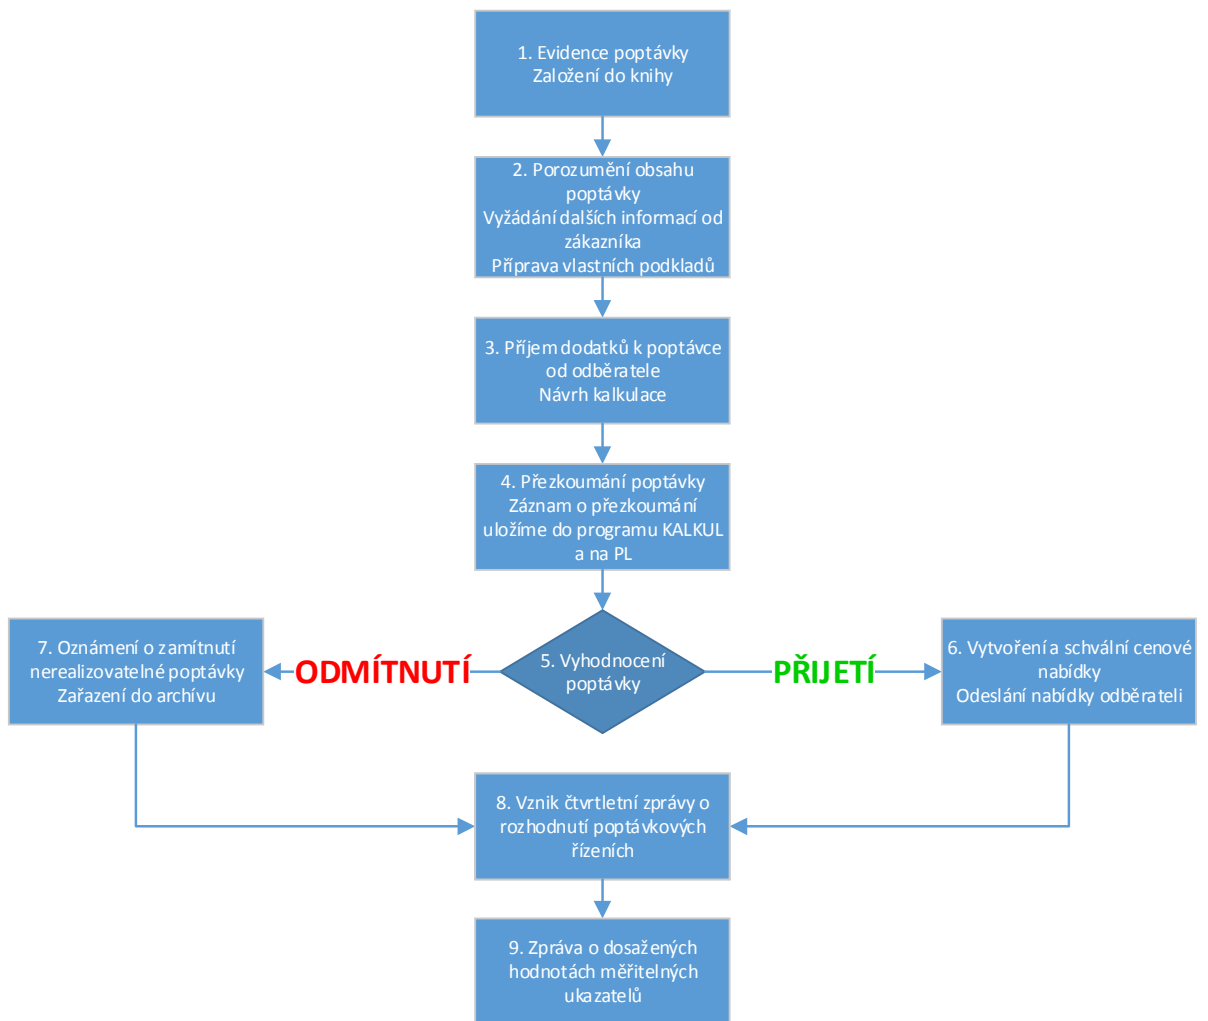 1. Evidence poptávky
Založení do knihy
2. Porozumění obsahu
poptávky
Vyžádání dalších informací od
zákazníka
Příprava vlastních podkladů
3. Příjem dodatků k poptávce
od odběratele
Návrh kalkulace
4. Přezkoumání poptávky
Záznam o přezkoumání
uložíme do programu KALKUL
a na PL
5. Vyhodnocení
poptávky
ODMÍTNUTÍ
PŘIJETÍ
7. Oznámení o zamítnutí
nerealizovatelné poptávky
Zařazení do archívu
6. Vytvoření a schvální cenové
nabídky
Odeslání nabídky odběrateli
8. Vznik čtvrtletní zprávy o
rozhodnutí poptávkových
řízeních
9. Zpráva o dosažených
hodnotách měřitelných
ukazatelů